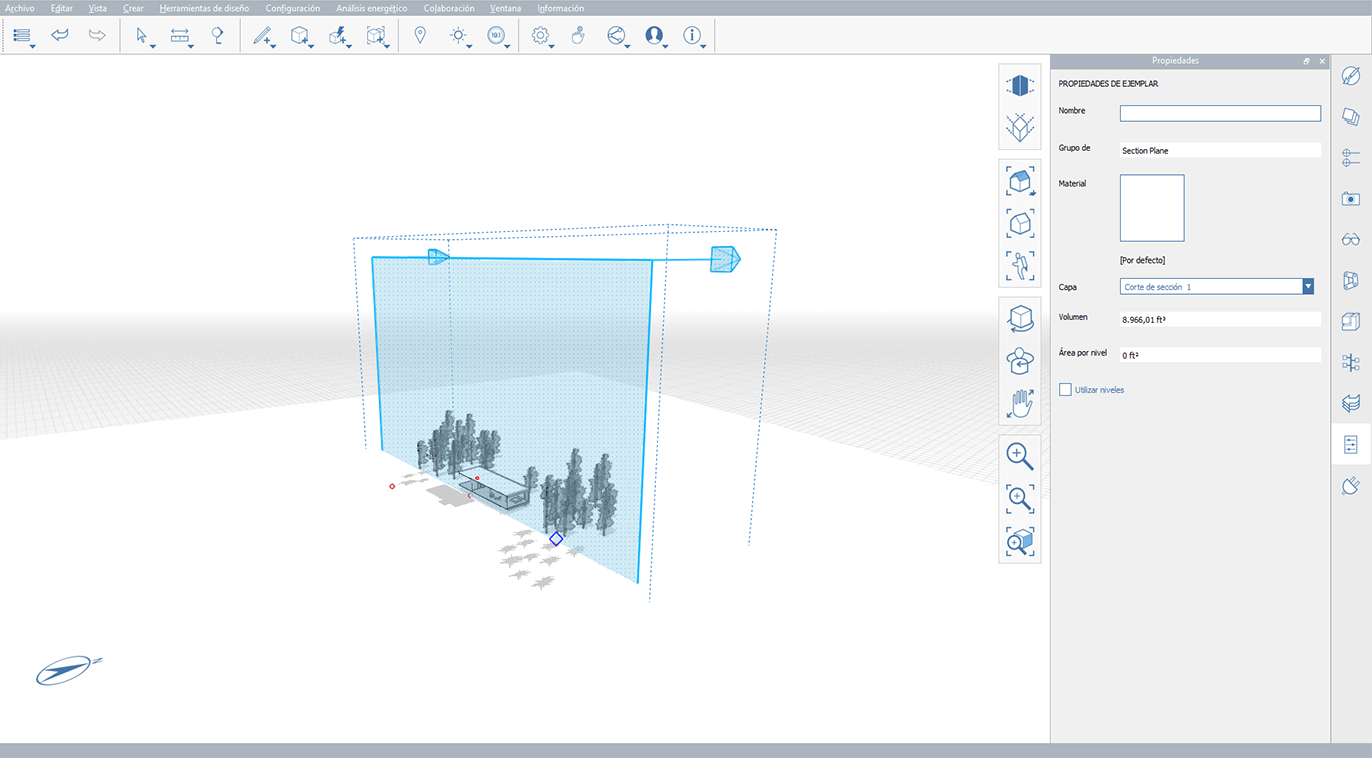 Archivo Egitar Vista Crear Herramientas de diseño Configuración Análisis energético Colaboración Ventana Información
193
Propiedades
PROPIEDADES DE EJEMPLAR
Nombre
Grupo de Section Plane
Material
[Por defecto]
Capa Corte de sección 1
Volumen 8.966,01 ft³
Área por nivel 0 ft²
Utilizar niveles